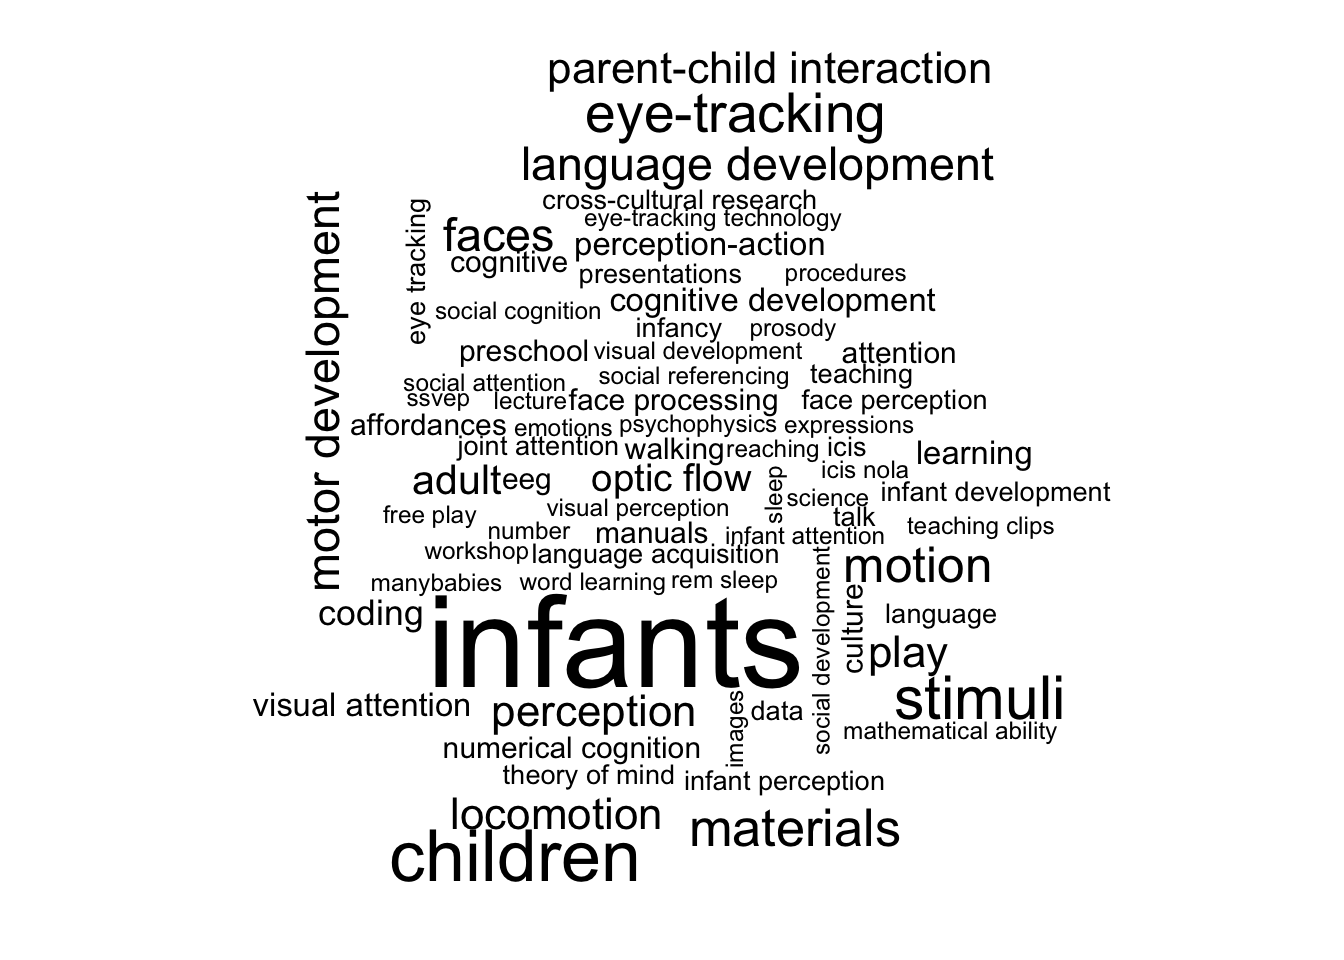 parent-child interaction
eye-tracking
language development
cross-cultural research
eye-tracking technology
motor development
eye tracking
faces
perception-action
cognitive
presentations
procedures
social cognition
cognitive development
infancy
prosody
preschool
visual development
attention
social attention
social referencing
teaching
ssvep
lecture
face processing
face perception
affordances
emotions
psychophysics
expressions
joint attention
walking
reaching
icis
learning
adult
eeg
optic flow
sleep
icis nola
science
infant development
free play
visual perception
talk
teaching clips
number
manuals
infant attention
workshop
language acquisition
motion
manybabies
word learning
rem sleep
social development
culture
coding
infants
language
play
visual attention
perception
images
data
stimuli
mathematical ability
numerical cognition
theory of mind
infant perception
locomotion
materials
children